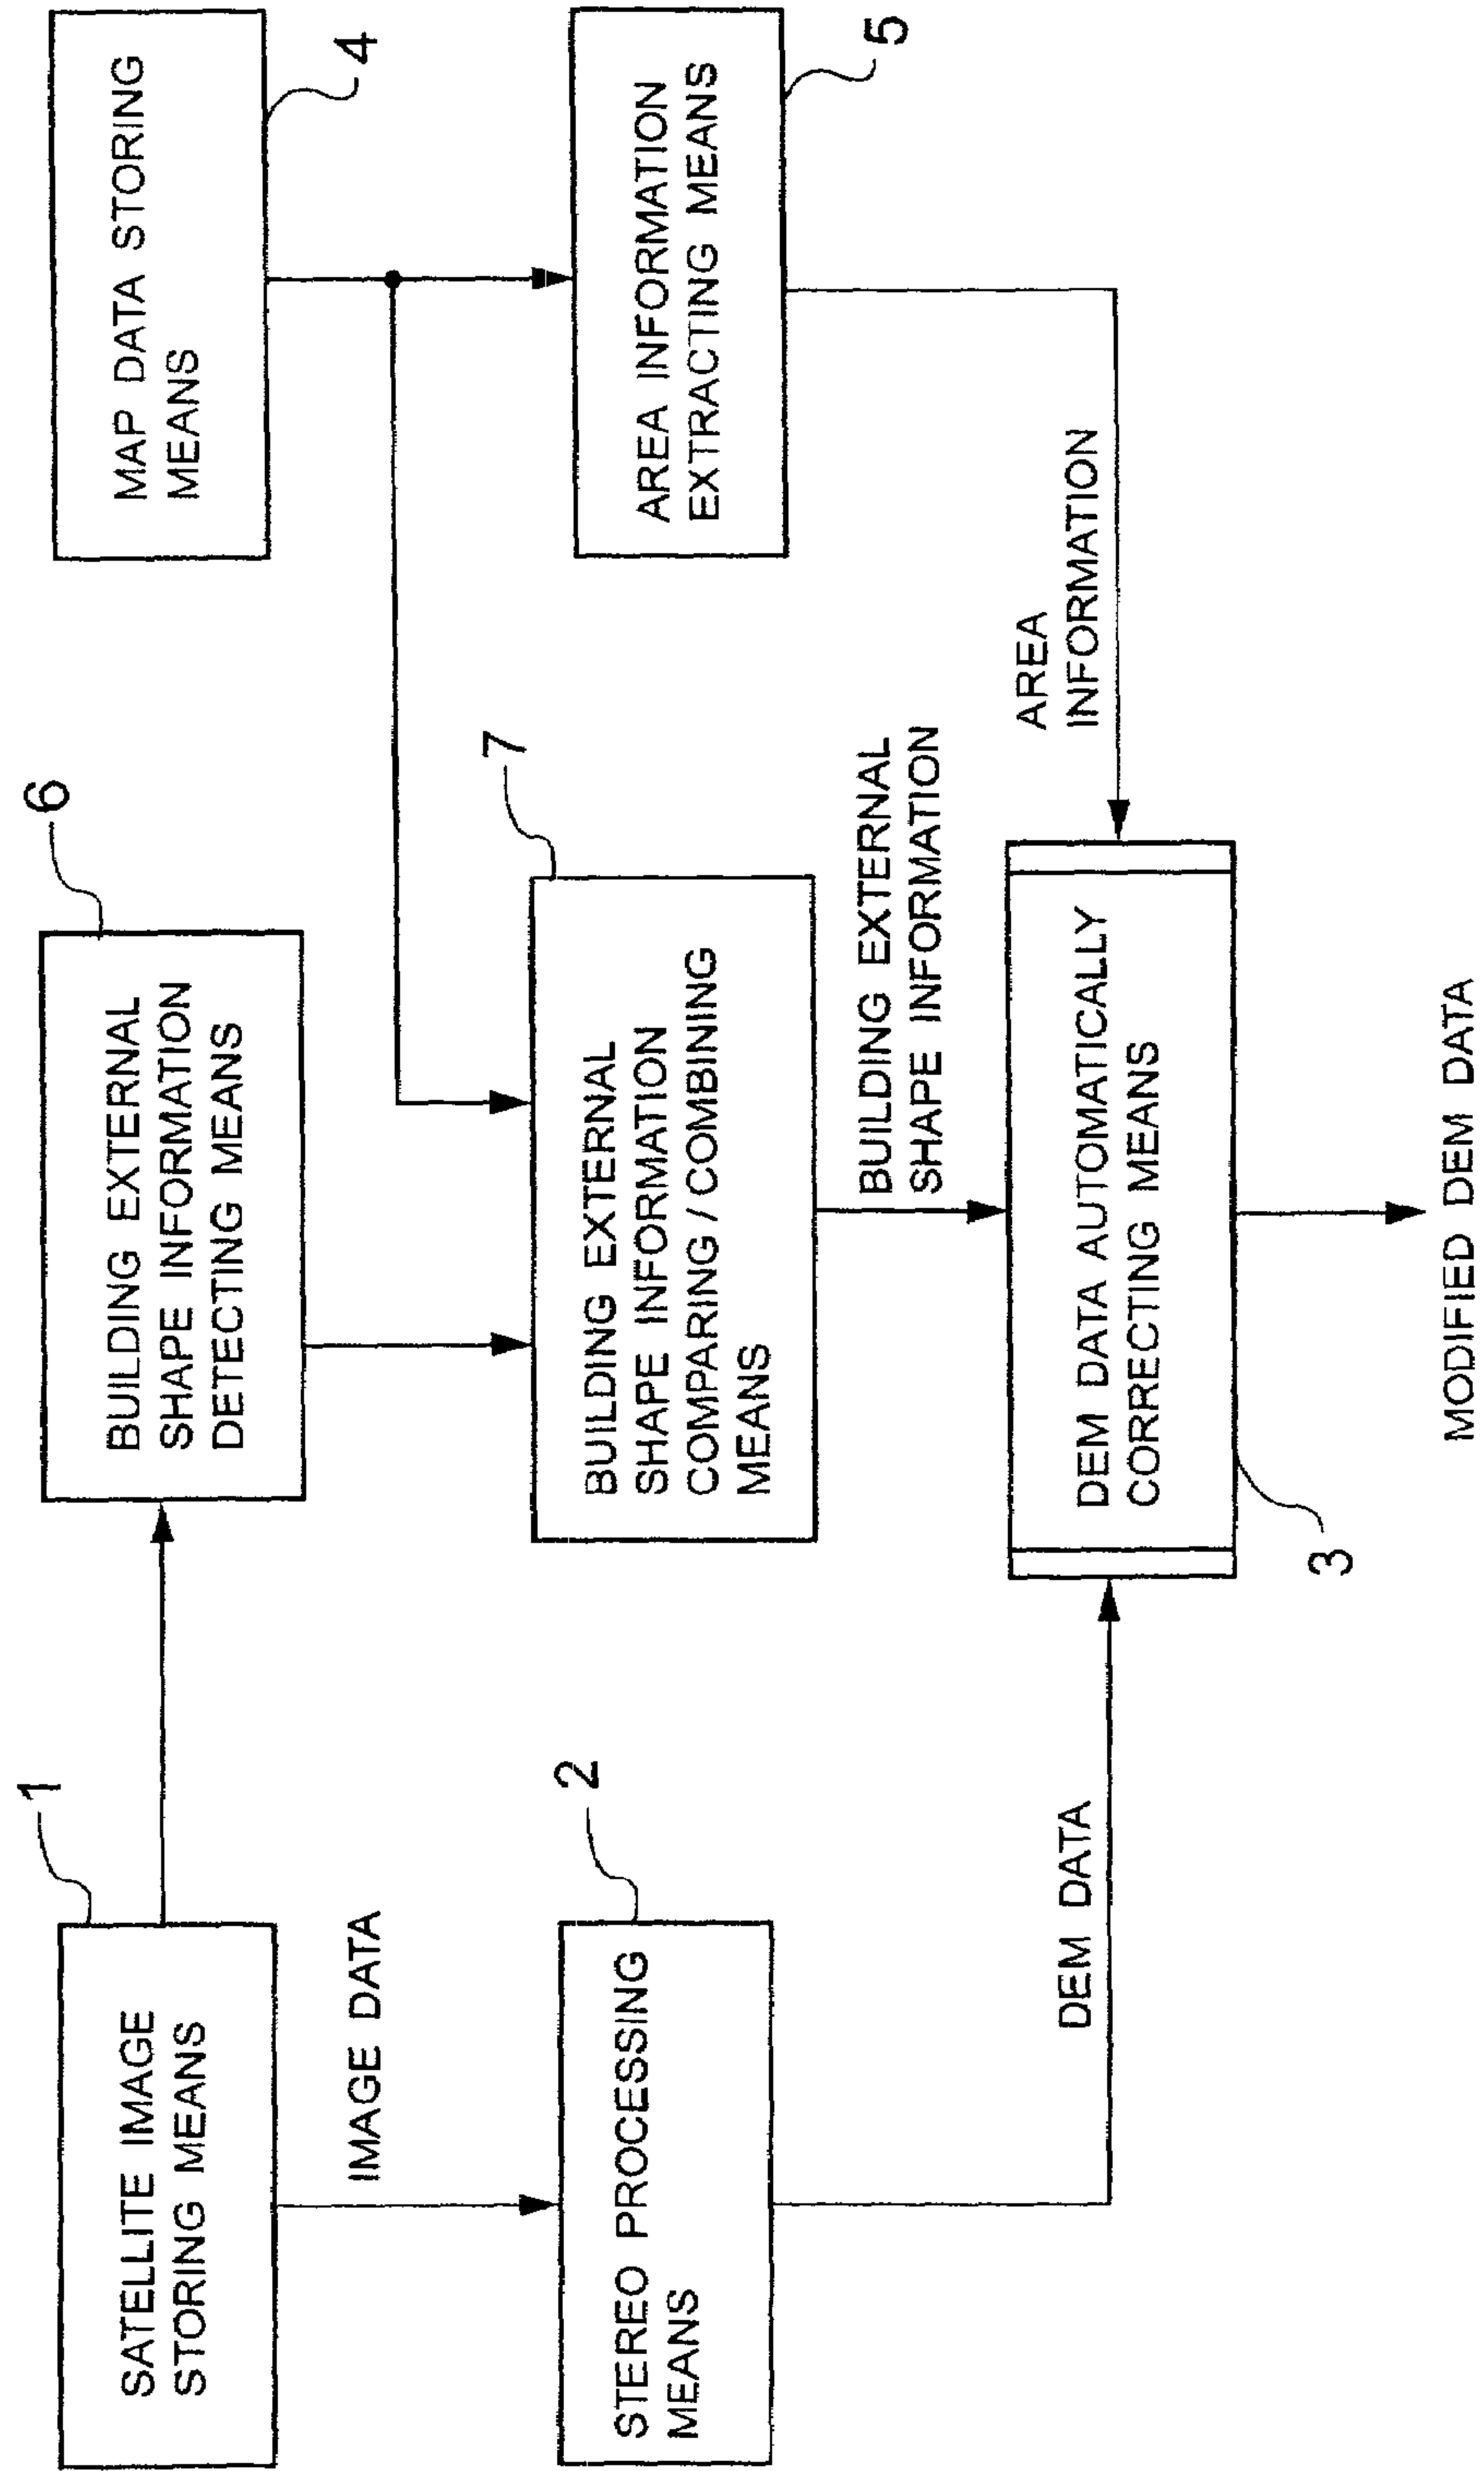 1
SATELLITE IMAGE
STORING MEANS
6
BUILDING EXTERNAL
SHAPE INFORMATION
DETECTING MEANS
MAP DATA STORING
MEANS
4
IMAGE DATA
2
STEREO PROCESSING
MEANS
7
BUILDING EXTERNAL
SHAPE INFORMATION
COMPARING / COMBINING
MEANS
AREA INFORMATION
EXTRACTING MEANS
5
BUILDING EXTERNAL
SHAPE INFORMATION
AREA
INFORMATION
DEM DATA
DEM DATA AUTOMATICALLY
CORRECTING MEANS
3
MODIFIED DEM DATA